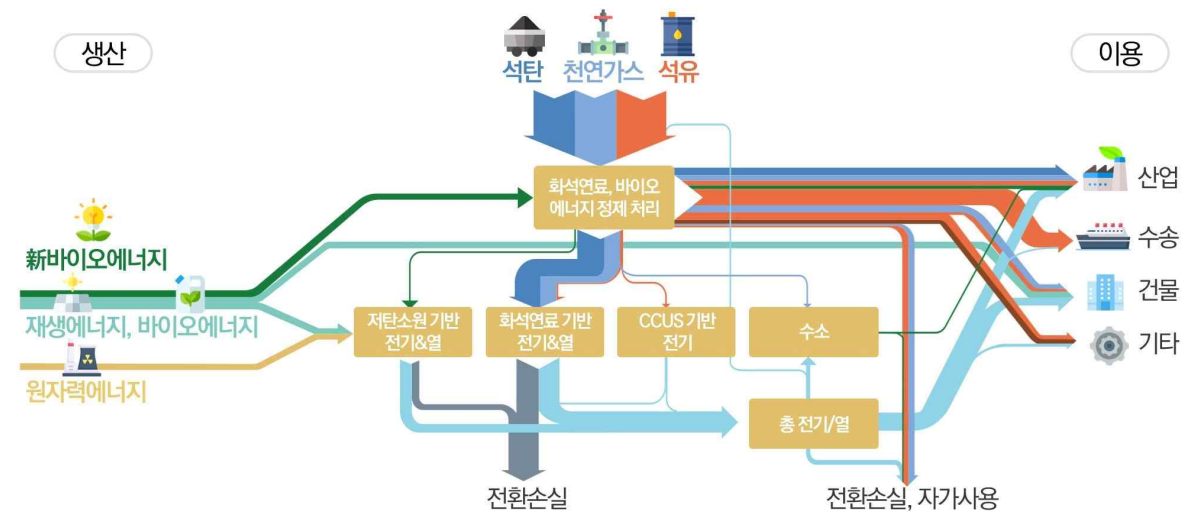 생산
이용
석탄
천연가스
석유
화석연료, 바이오
에너지 정제 처리
산업
수송
건물
기타
新바이오에너지
재생에너지, 바이오에너지
원자력에너지
저탄소원 기반
전기&열
화석연료 기반
전기&열
CCUS 기반
전기
수소
총 전기/열
전환손실
전환손실, 자가사용